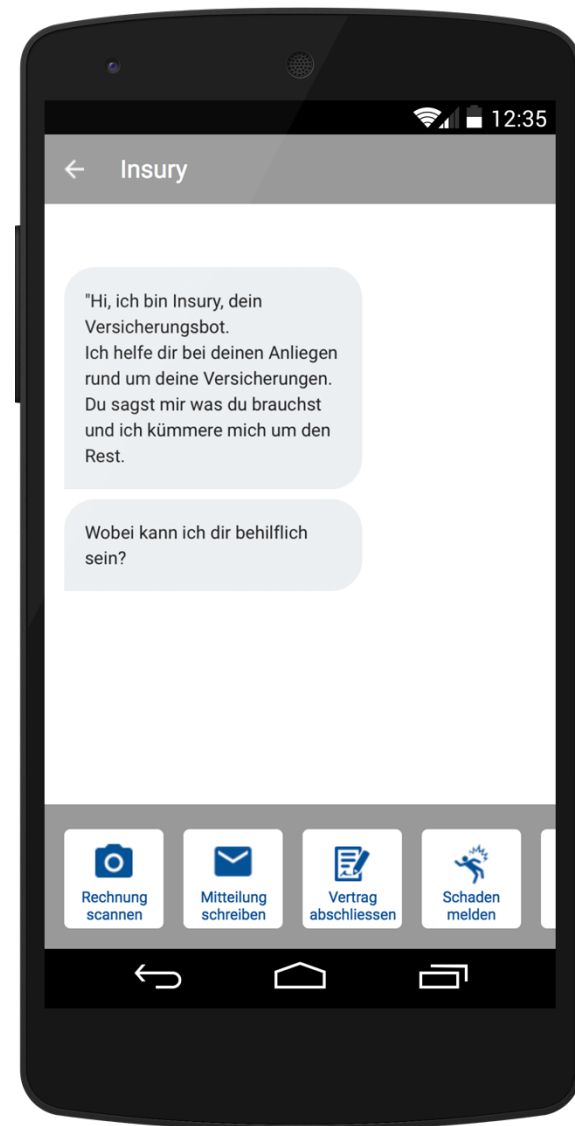 12:35
Insury
"Hi, ich bin Insury, dein
Versicherungsbot.
Ich helfe dir bei deinen Anliegen
rund um deine Versicherungen.
Du sagst mir was du brauchst
und ich kümmere mich um den
Rest.
Wobei kann ich dir behilflich
sein?
Rechnung
scannen
Mitteilung
schreiben
Vertrag
abschliessen
Schaden
melden